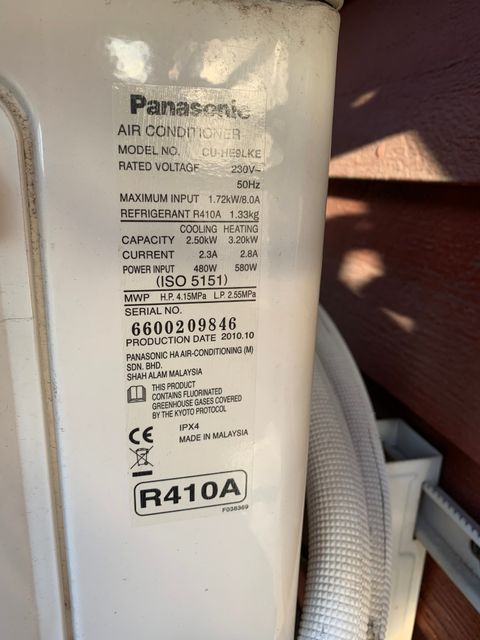 Panasonic
AIR CONDITIONER
MODEL NO. CU-HE9LKE
RATED VOLTAGE 230V~
50Hz
MAXIMUM INPUT 1.72kW/8.0A
REFRIGERANT R410A 1.33kg
COOLING HEATING
CAPACITY 2.50kW 3.20kW
CURRENT 2.3A 2.8A
POWER INPUT 480W 580W
(ISO 5151)
MWP H.P. 4.15MPa L.P. 2.55MPa
SERIAL NO.
6600209846
PRODUCTION DATE 2010.10
PANASONIC HA AIR-CONDITIONING (M)
SDN. BHD.
SHAH ALAM MALAYSIA
THIS PRODUCT
CONTAINS FLUORINATED
GREENHOUSE GASES COVERED
BY THE KYOTO PROTOCOL
IPX4
CE MADE IN MALAYSIA
R410A
F038369